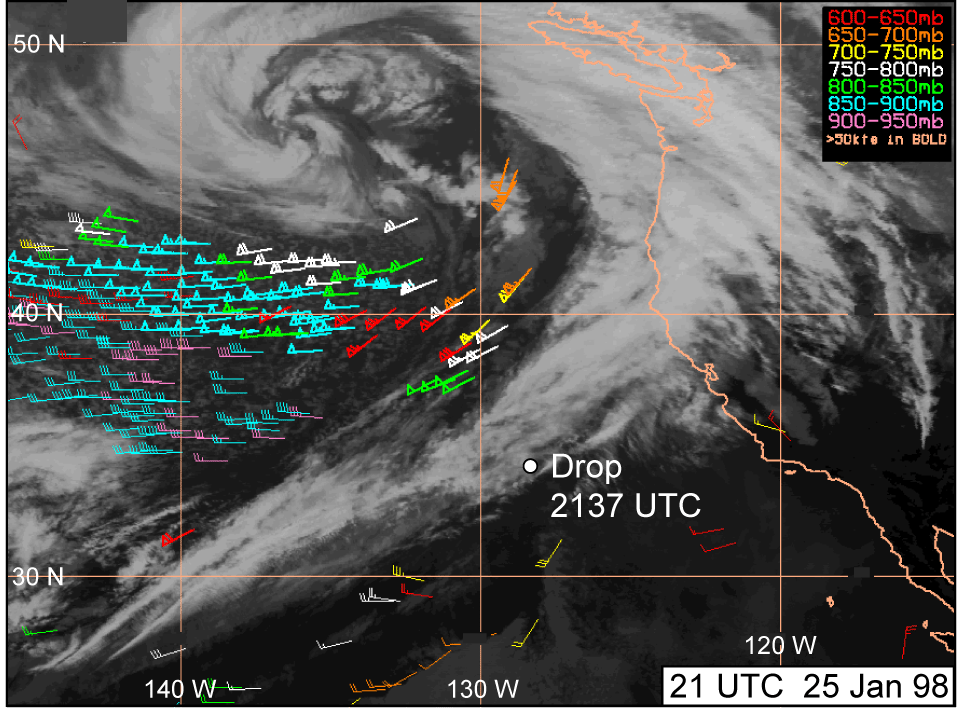 50 N
600-650mb
650-700mb
700-750mb
750-800mb
800-850mb
850-900mb
900-950mb
>50kts in BOLD
40 N
Drop
2137 UTC
30 N
120 W
140 W
130 W
21 UTC 25 Jan 98